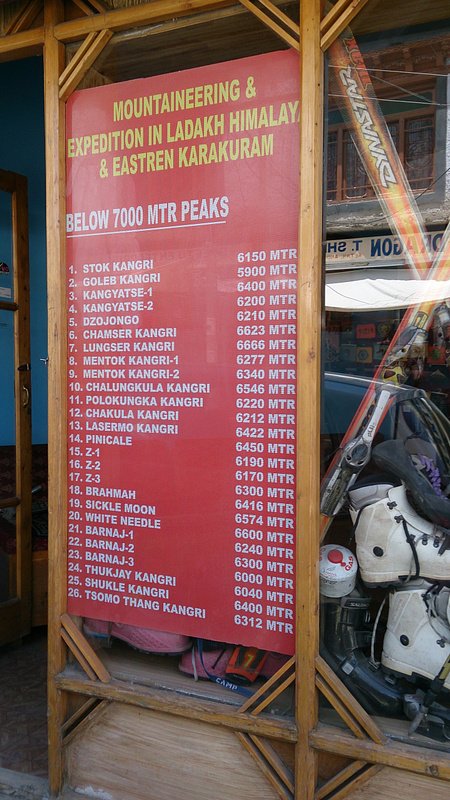 MOUNTAINEERING &
EXPEDITION IN LADAKH HIMALAYA
& EASTREN KARAKURAM
BELOW 7000 MTR PEAKS
1. STOK KANGRI 6150 MTR
2. GOLEB KANGRI 5900 MTR
3. KANGYATSE-1 6400 MTR
4. KANGYATSE-2 6200 MTR
5. DZOJONGO 6210 MTR
6. CHAMSER KANGRI 6623 MTR
7. LUNGSER KANGRI 6666 MTR
8. MENTOK KANGRI-1 6277 MTR
9. MENTOK KANGRI-2 6340 MTR
10. CHALUNGKULA KANGRI 6546 MTR
11. POLOKUNGKA KANGRI 6220 MTR
12. CHAKULA KANGRI 6212 MTR
13. LASERMO KANGRI 6422 MTR
14. PINICALE 6450 MTR
15. Z-1 6190 MTR
16. Z-2 6170 MTR
17. Z-3 6300 MTR
18. BRAHMAH 6416 MTR
19. SICKLE MOON 6574 MTR
20. WHITE NEEDLE 6600 MTR
21. BARNAJ-1 6240 MTR
22. BARNAJ-2 6300 MTR
23. BARNAJ-3 6000 MTR
24. THUKJAY KANGRI 6040 MTR
25. SHUKLE KANGRI 6400 MTR
26. TSOMO THANG KANGRI 6312 MTR
DYNASTAR
CAMP